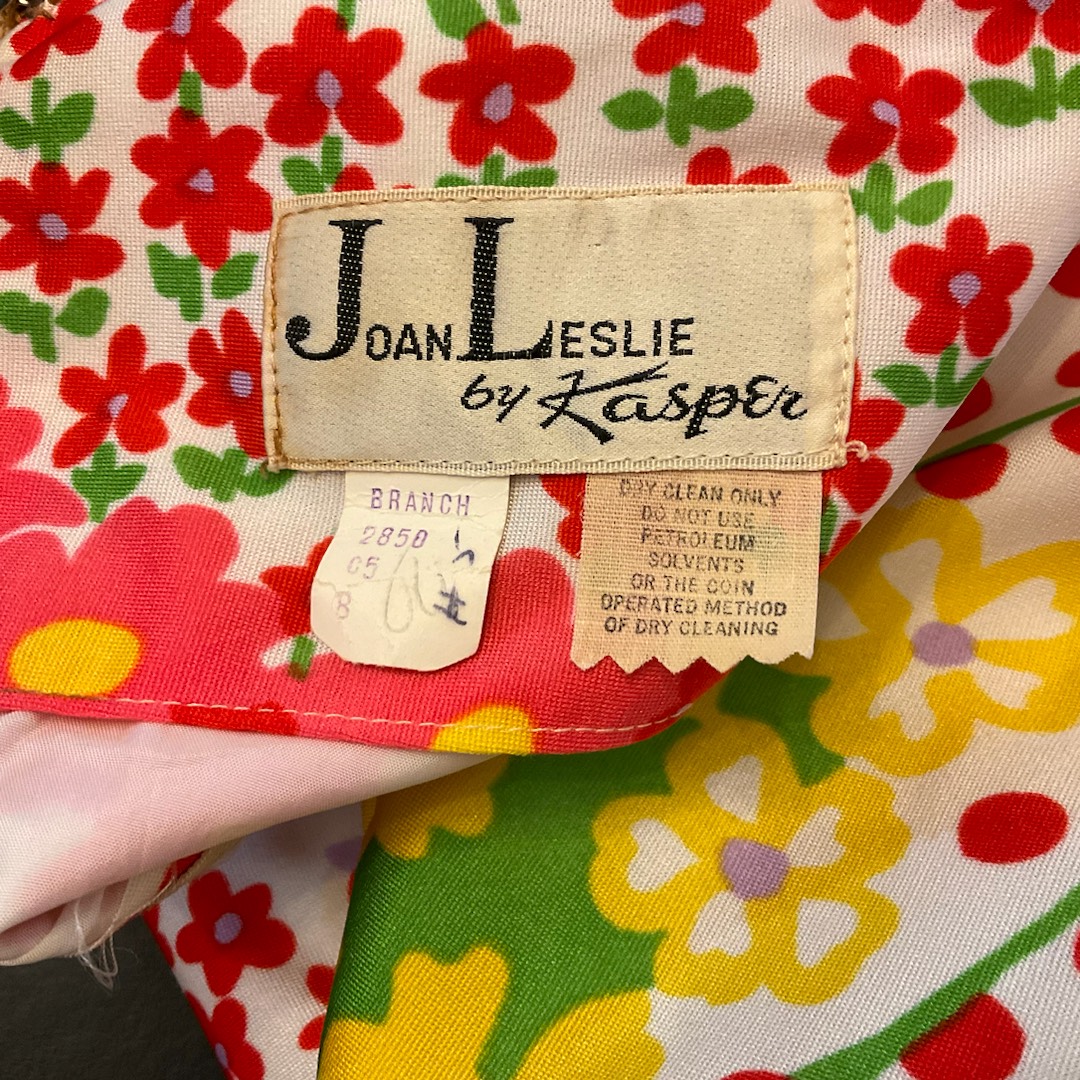 JOAN LESLIE
by Kasper
BRANCH
2850
05
B
DRY CLEAN ONLY
DO NOT USE
PETROLEUM
SOLVENTS
OR THE COIN
OPERATED METHOD
OF DRY CLEANING